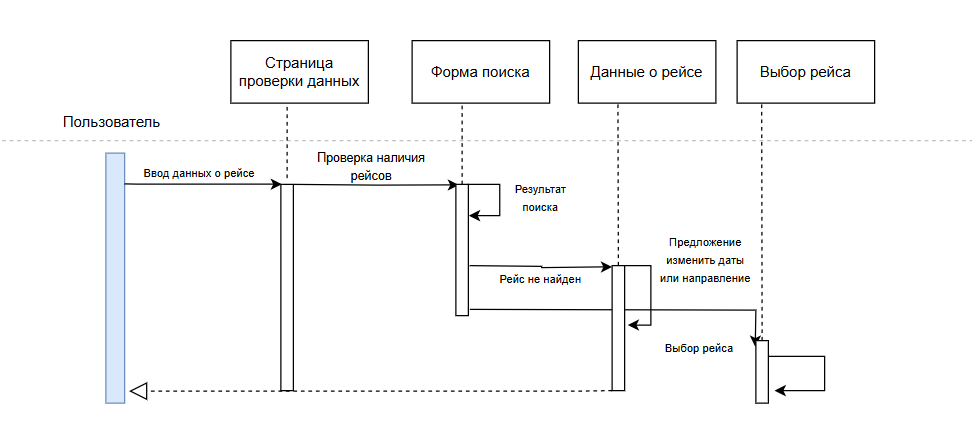 Страница
проверки данных
Форма поиска
Данные о рейсе
Выбор рейса
Пользователь
Ввод данных о рейсе
Проверка наличия
рейсов
Результат
поиска
Предложение
изменить даты
или направление
Рейс не найден
Выбор рейса